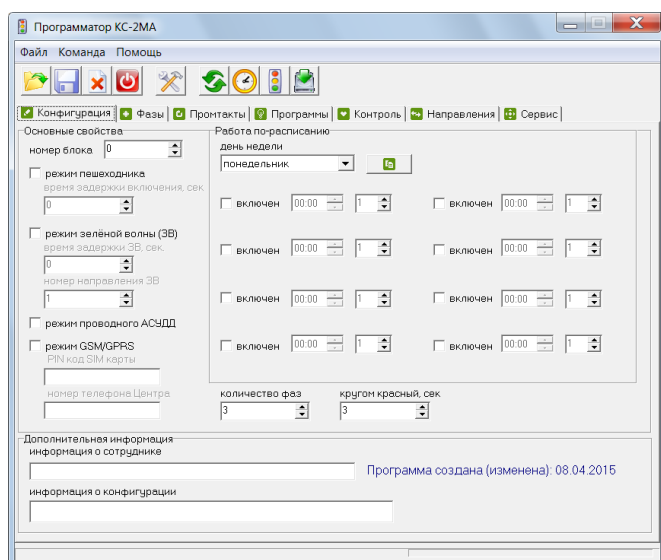 Программатор КС-2МА
Файл Команда Помощь
Конфигурация Фазы Промтакты Программы Контроль Направления Сервис
Основные свойства
номер блока 0
режим пешеходника
время задержки включения, сек
0
режим зелёной волны (ЗВ)
время задержки ЗВ, сек.
0
номер направления ЗВ
1
режим проводного АСУДД
режим GSM/GPRS
PIN код SIM карты
номер телефона Центра
Работа по-расписанию
день недели
понедельник
включен 00:00 1 включен 00:00 1
включен 00:00 1 включен 00:00 1
включен 00:00 1 включен 00:00 1
включен 00:00 1 включен 00:00 1
количество фаз кругом красный, сек
3 3
Дополнительная информация
информация о сотруднике
Программа создана (изменена): 08.04.2015
информация о конфигурации